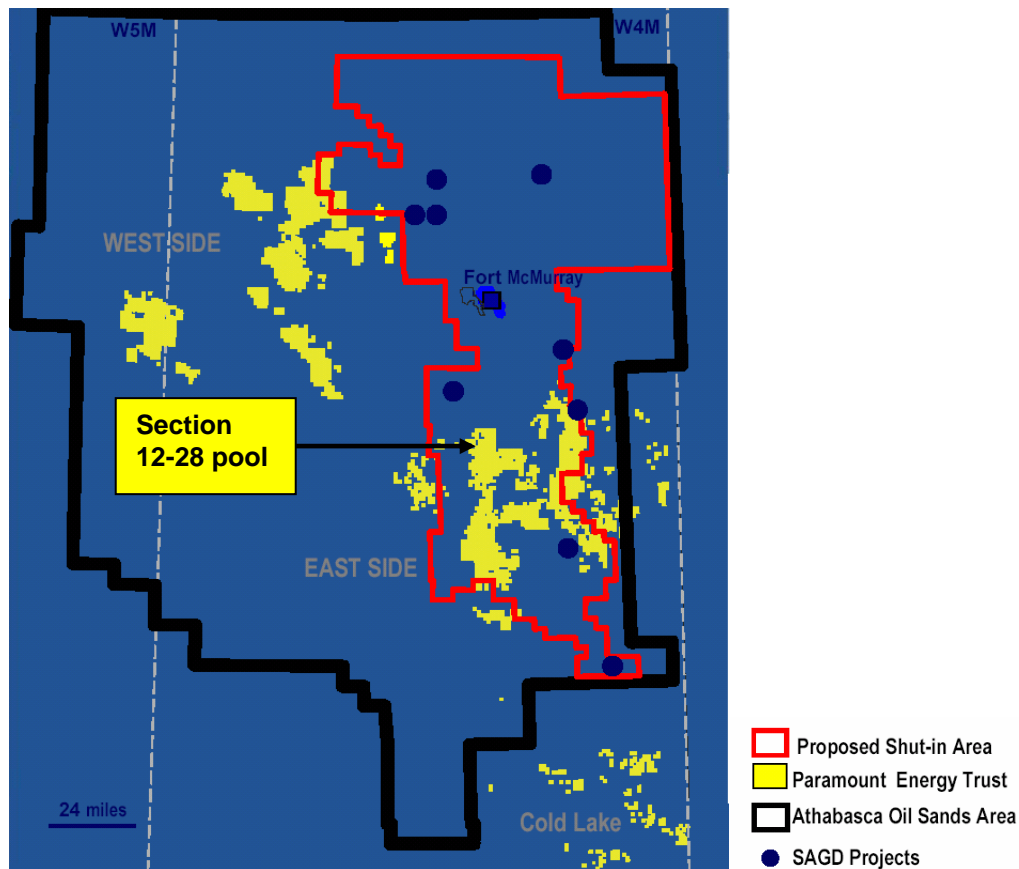 W5M
W4M
WEST SIDE
Fort McMurray
Section
12-28 pool
EAST SIDE
24 miles
Cold Lake
Proposed Shut-in Area
Paramount Energy Trust
Athabasca Oil Sands Area
SAGD Projects